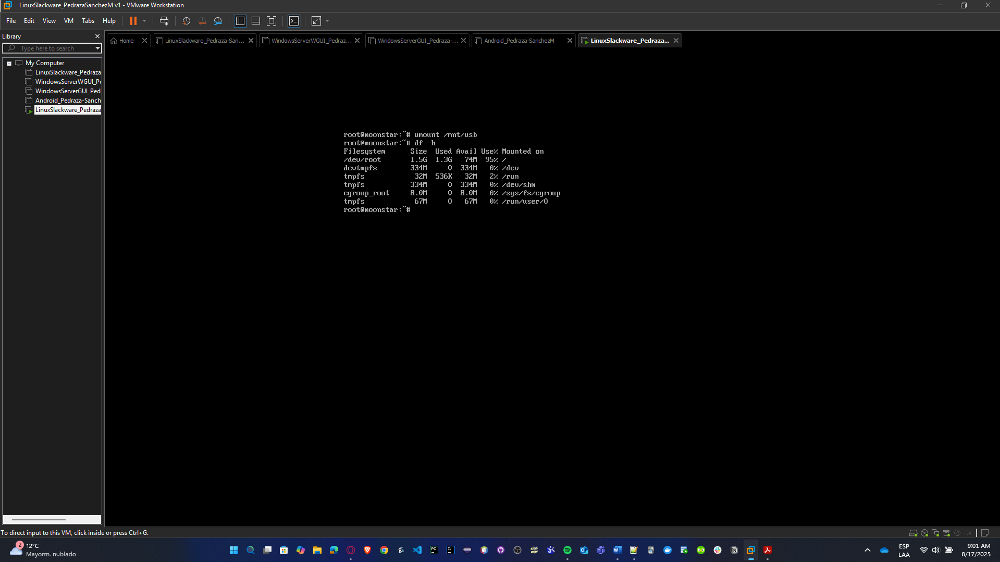 LinuxSlackware_PedrazaSanchezM v1 - VMware Workstation
File Edit View VM Tabs Help
Library
Type here to search
My Computer
LinuxSlackware_Pedraza
WindowsServerWGUI_Pe
WindowsServerGUI_Ped
Android_Pedraza-Sanch
LinuxSlackware_Pedraza
Home
LinuxSlackware_Pedraza-San...
WindowsServerWGUI_Pedraz...
WindowsServerGUI_Pedraza-...
Android_Pedraza-SanchezM
LinuxSlackware_Pedraza...
root@moonstar:~# umount /mnt/usb
root@moonstar:~# df -h
Filesystem Size Used Avail Use% Mounted on
/dev/root 1.5G 1.3G 74M 95% /
devtmpfs 334M 0 334M 0% /dev
tmpfs 32M 536K 32M 2% /run
tmpfs 334M 0 334M 0% /dev/shm
cgroup_root 8.0M 0 8.0M 0% /sys/fs/cgroup
tmpfs 67M 0 67M 0% /run/user/0
root@moonstar:~#
To direct input to this VM, click inside or press Ctrl+G.
2
12°C
Mayorm. nublado
PC
IJ
ESP
LAA
9:01 AM
8/17/2025